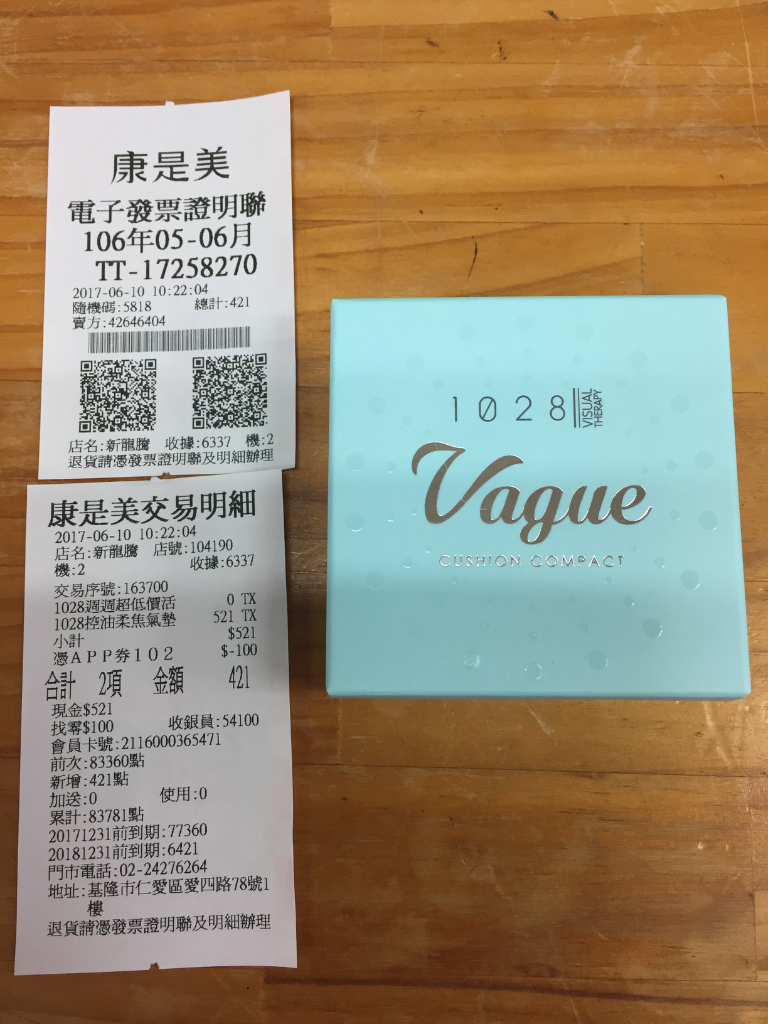 康是美
電子發票證明聯
106年05-06月
TT-17258270
2017-06-10 10:22:04
隨機碼:5818 總計:421
賣方:42646404
店名:新龍騰 收據:6337 機:2
退貨請憑發票證明聯及明細辦理
康是美交易明細
2017-06-10 10:22:04
店名:新龍騰 店號:104190
機:2 收據:6337
交易序號:163700
1028週週超低價活 0 TX
1028控油柔焦氣墊 521 TX
小計 $521
憑APP券102 $-100
合計 2項 金額 421
現金$521
找零$100 收銀員:54100
會員卡號:2116000365471
前次:83360點
新增:421點
加送:0 使用:0
累計:83781點
20171231前到期:77360
20181231前到期:6421
門市電話:02-24276264
地址:基隆市仁愛區愛四路78號1
樓
退貨請憑發票證明聯及明細辦理
1028 VISUAL THERAPY
Vague
CUSHION COMPACT